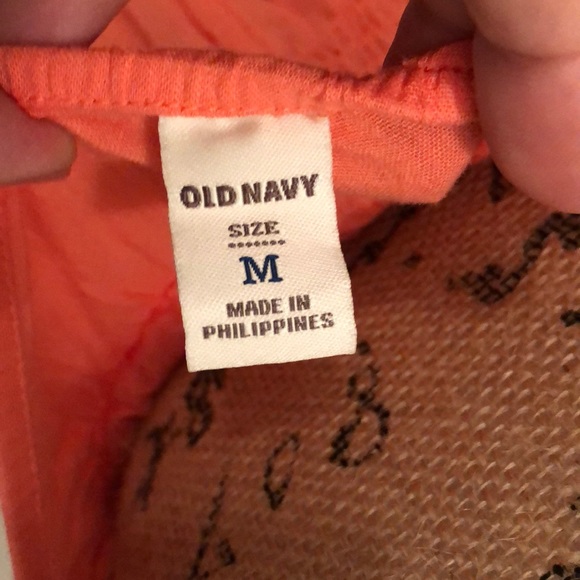 OLD NAVY
SIZE
M
MADE IN
PHILIPPINES